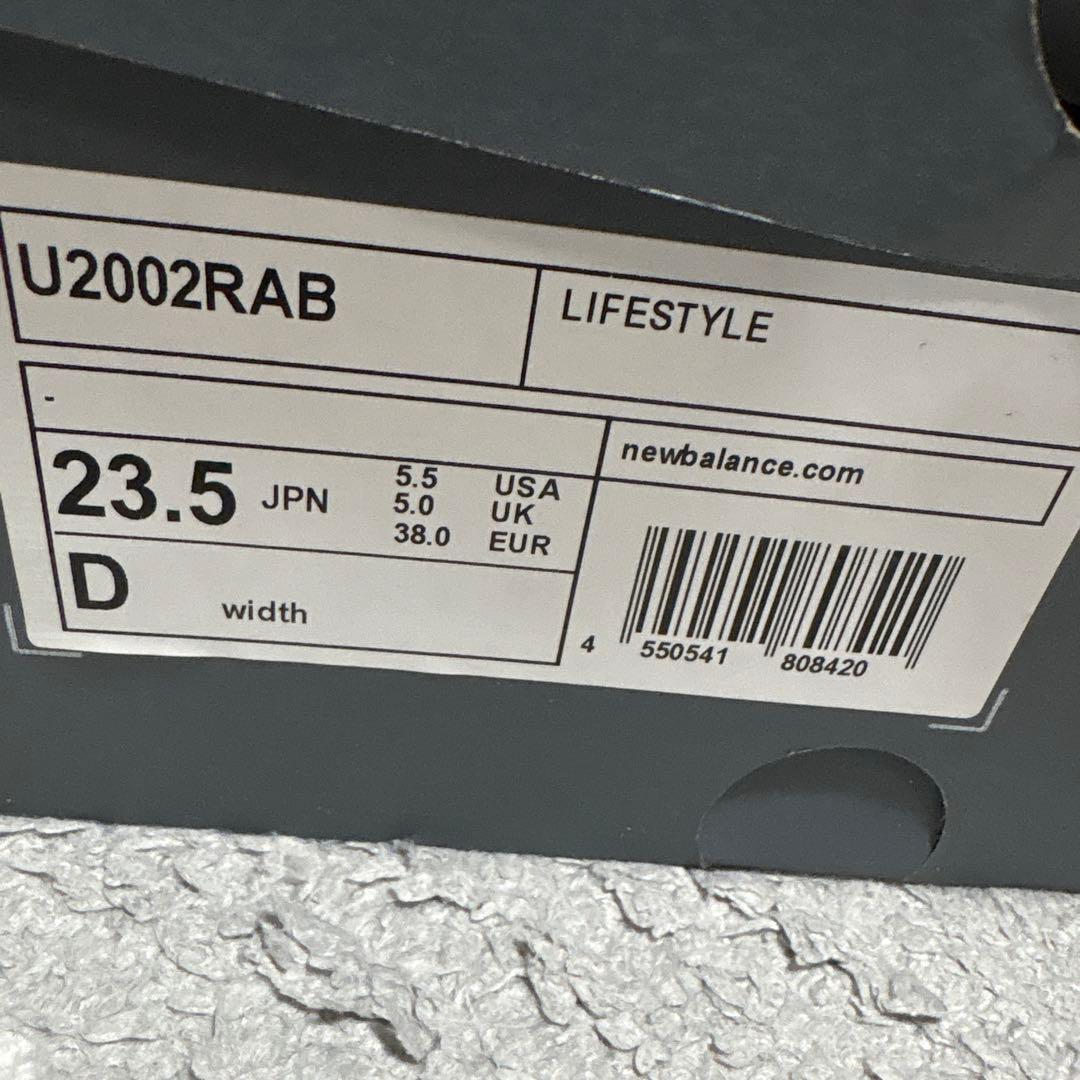 U2002RAB
LIFESTYLE
-
23.5 JPN
5.5 USA
5.0 UK
38.0 EUR
D width
newbalance.com
4 550541 808420